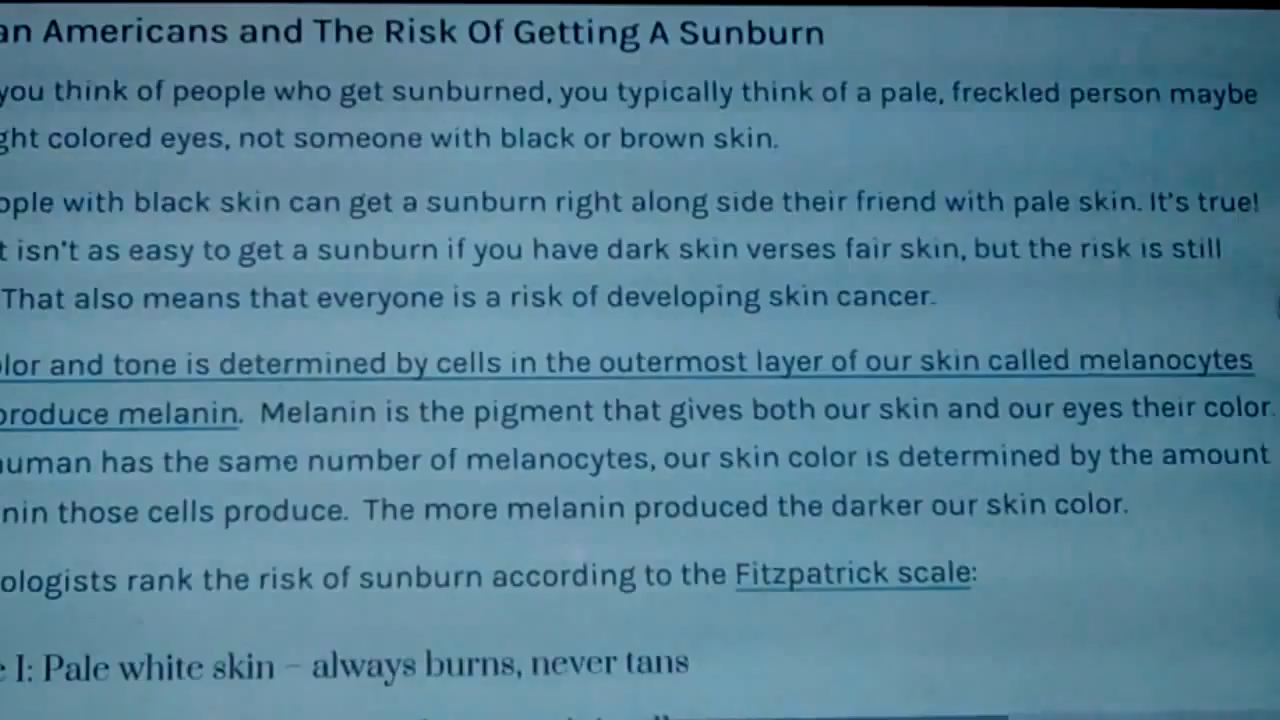 an Americans and The Risk Of Getting A Sunburn
you think of people who get sunburned, you typically think of a pale, freckled person maybe
ght colored eyes, not someone with black or brown skin.
ople with black skin can get a sunburn right along side their friend with pale skin. It's true!
t isn't as easy to get a sunburn if you have dark skin verses fair skin, but the risk is still
That also means that everyone is a risk of developing skin cancer.
lor and tone is determined by cells in the outermost layer of our skin called melanocytes
produce melanin. Melanin is the pigment that gives both our skin and our eyes their color.
uman has the same number of melanocytes, our skin color is determined by the amount
nin those cells produce. The more melanin produced the darker our skin color.
ologists rank the risk of sunburn according to the Fitzpatrick scale:
e I: Pale white skin – always burns, never tans